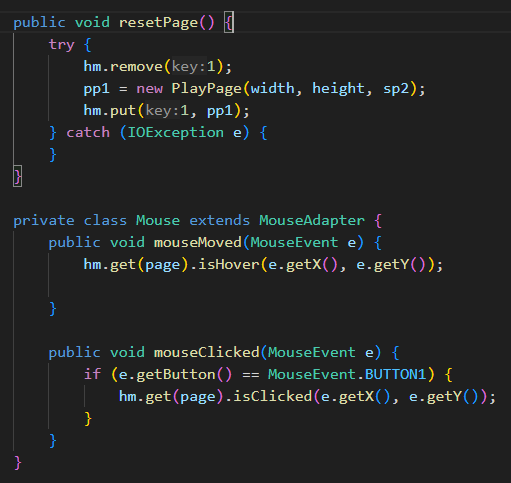 public void resetPage() {
try {
hm.remove(key:1);
pp1 = new PlayPage(width, height, sp2);
hm.put(key:1, pp1);
} catch (IOException e) {
}
}
private class Mouse extends MouseAdapter {
public void mouseMoved(MouseEvent e) {
hm.get(page).isHover(e.getX(), e.getY());
}
public void mouseClicked(MouseEvent e) {
if (e.getButton() == MouseEvent.BUTTON1) {
hm.get(page).isClicked(e.getX(), e.getY());
}
}
}